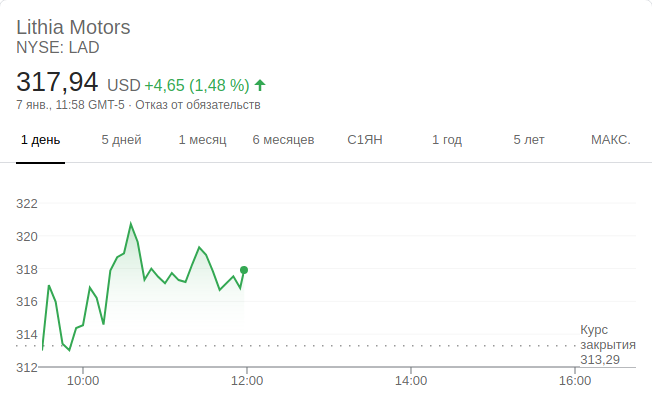 Lithia Motors
NYSE: LAD
317,94 USD +4,65 (1,48 %)
7 янв., 11:58 GMT-5 · Отказ от обязательств
1 день 5 дней 1 месяц 6 месяцев С1ЯН 1 год 5 лет МАКС.
322
320
318
316
314
312
Курс
закрытия
313,29
10:00 12:00 14:00 16:00